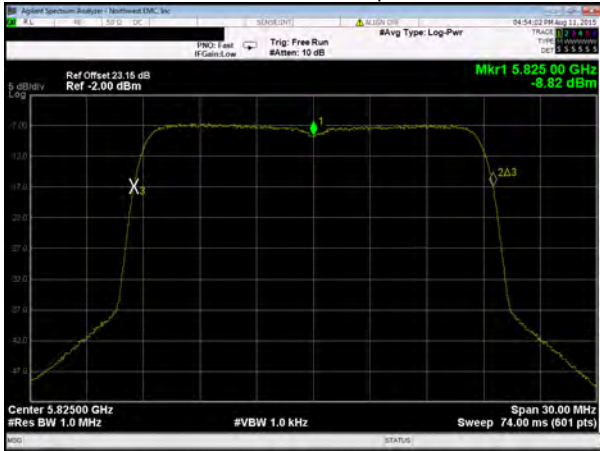 Agilent Spectrum Analyzer - Northwest EMC, Inc
RL RF 50 Ω DC SENSE:INT ALIGN OFF 04:54:02 PM Aug 11, 2015
#Avg Type: Log-Pwr TRACE 1 2 3 4 5 6
PNO: Fast Trig: Free Run TYPE
IFGain:Low #Atten: 10 dB DET S S S S S S
Mkr1 5.825 00 GHz
-8.82 dBm
Ref Offset 23.15 dB
5 dB/div Ref -2.00 dBm
Log
1
-7.00
-12.0
2Δ3
-17.0
X3
-22.0
-27.0
-32.0
-37.0
-42.0
-47.0
Center 5.82500 GHz Span 30.00 MHz
#Res BW 1.0 MHz #VBW 1.0 kHz Sweep 74.00 ms (601 pts)
MSG STATUS